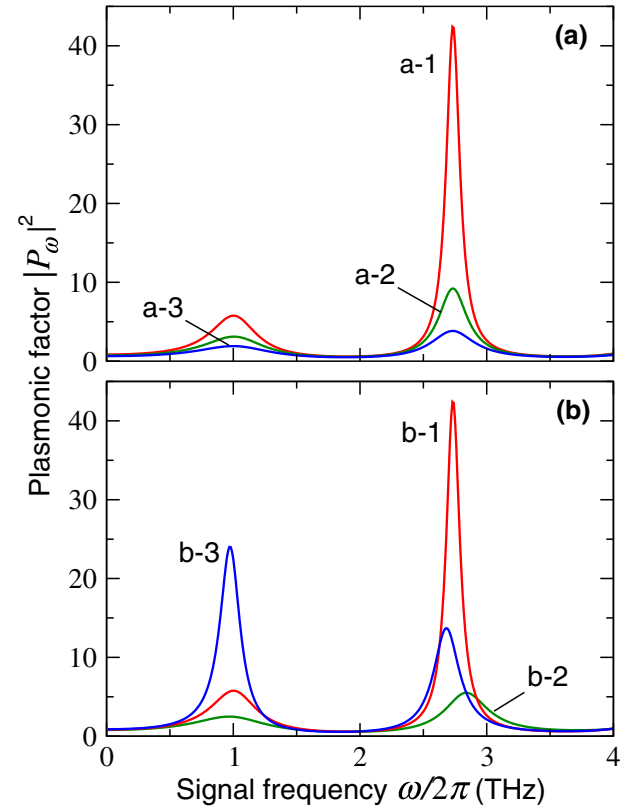 (a)
40
a-1
30
20
a-2
10
a-3
0
Plasmonic factor |Pω|²
(b)
40
b-1
30
b-3
20
10
b-2
0
0 1 2 3 4
Signal frequency ω/2π (THz)